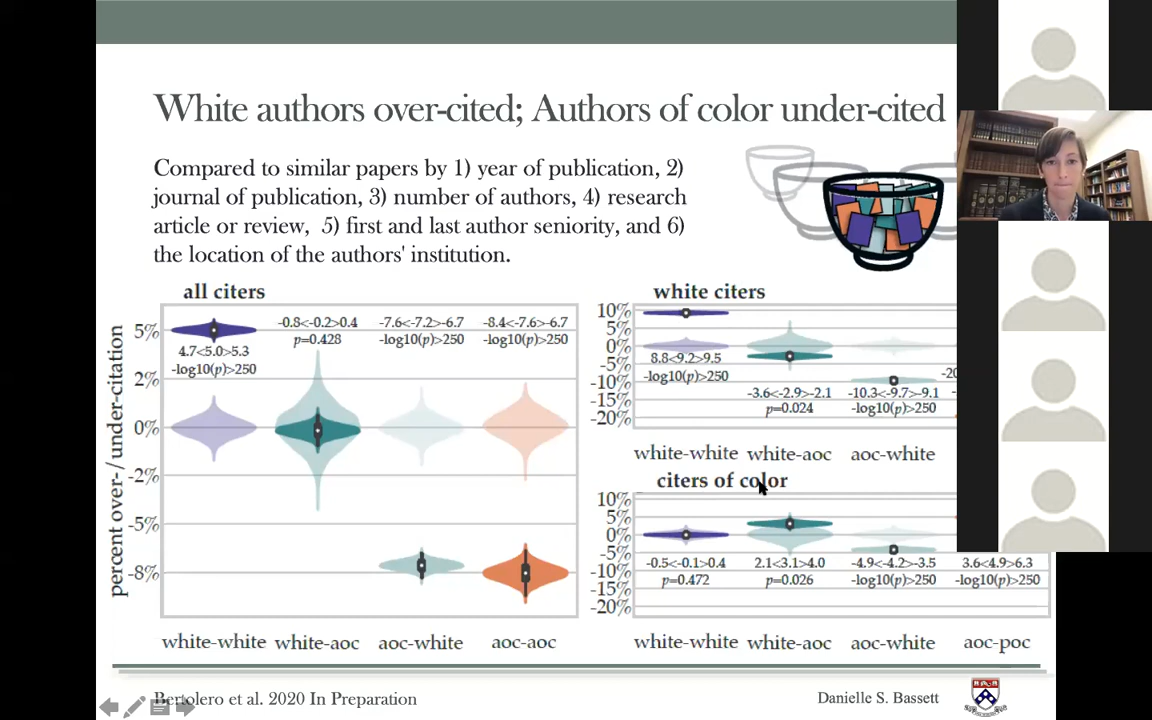 White authors over-cited; Authors of color under-cited
Compared to similar papers by 1) year of publication, 2)
journal of publication, 3) number of authors, 4) research
article or review, 5) first and last author seniority, and 6)
the location of the authors' institution.
all citers
percent over-/ under-citation
5%
2%
0%
-2%
-5%
-8%
4.7<5.0>5.3
-log10(p)>250
-0.8<-0.2>0.4
p=0.428
-7.6<-7.2>-6.7
-log10(p)>250
-8.4<-7.6>-6.7
-log10(p)>250
white-white white-aoc aoc-white aoc-aoc
white citers
10%
5%
0%
-5%
-10%
-15%
-20%
8.8<9.2>9.5
-log10(p)>250
-3.6<-2.9>-2.1
p=0.024
-10.3<-9.7>-9.1
-log10(p)>250
-20
white-white white-aoc aoc-white
citers of color
10%
5%
0%
-5%
-10%
-15%
-20%
-0.5<-0.1>0.4
p=0.472
2.1<3.1>4.0
p=0.026
-4.9<-4.2>-3.5
-log10(p)>250
3.6<4.9>6.3
-log10(p)>250
white-white white-aoc aoc-white aoc-poc
Bertolero et al. 2020 In Preparation
Danielle S. Bassett